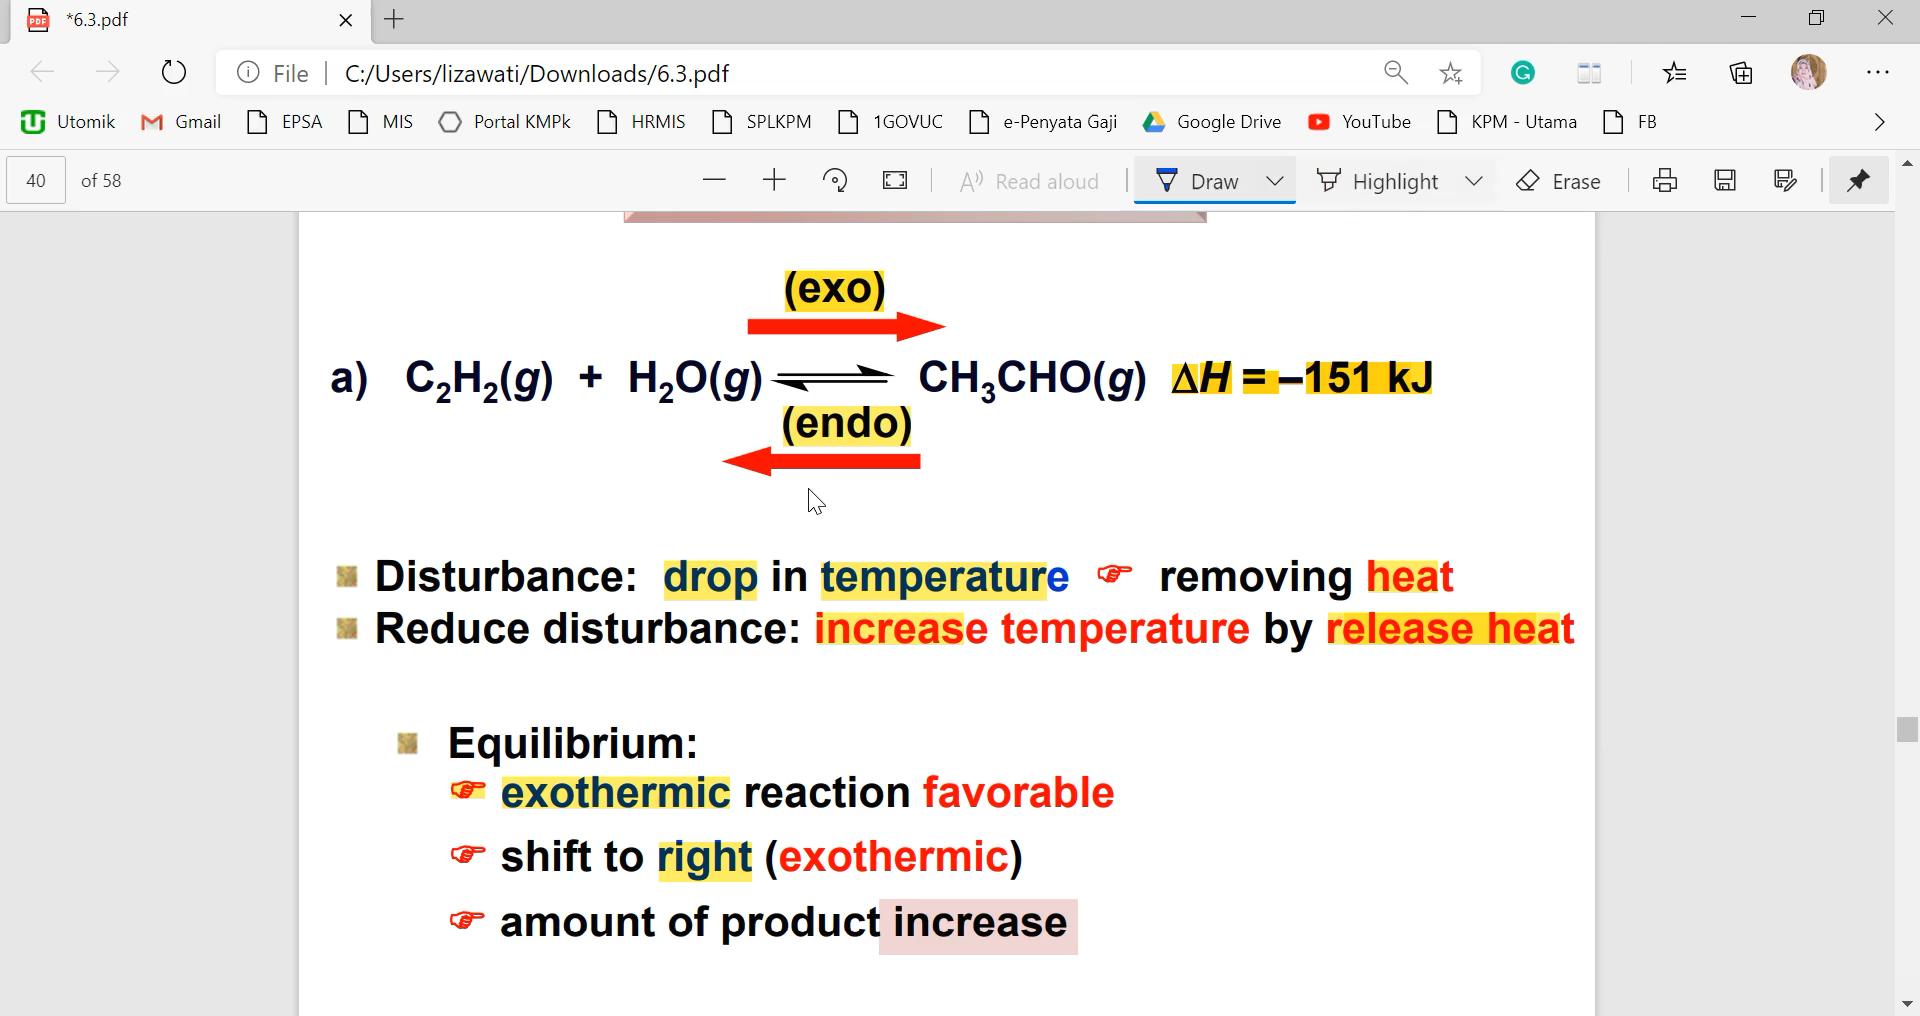 *6.3.pdf
File C:/Users/lizawati/Downloads/6.3.pdf
Utomik Gmail EPSA MIS Portal KMPk HRMIS SPLKPM 1GOVUC e-Penyata Gaji Google Drive YouTube KPM - Utama FB
40 of 58 Read aloud Draw Highlight Erase
(exo)
a) C₂H₂(g) + H₂O(g) ⇌ CH₃CHO(g) ΔH = –151 kJ
(endo)
Disturbance: drop in temperature ☞ removing heat
Reduce disturbance: increase temperature by release heat
Equilibrium:
☞ exothermic reaction favorable
☞ shift to right (exothermic)
☞ amount of product increase